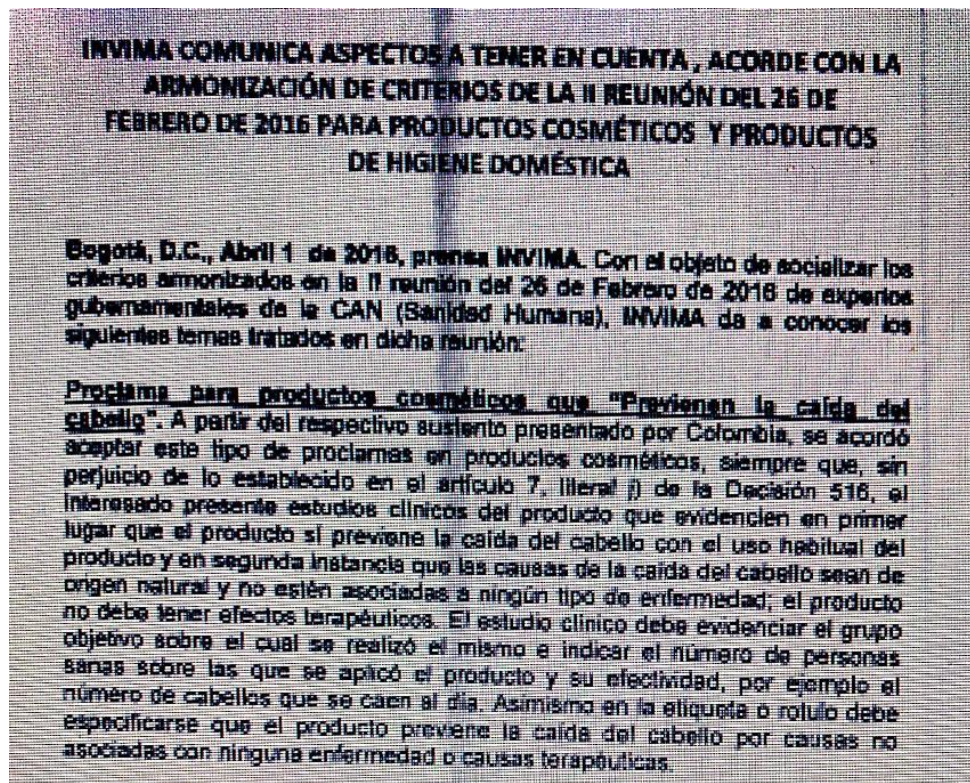 INVIMA COMUNICA ASPECTOS A TENER EN CUENTA , ACORDE CON LA
ARMONIZACIÓN DE CRITERIOS DE LA II REUNIÓN DEL 26 DE
FEBRERO DE 2016 PARA PRODUCTOS COSMÉTICOS Y PRODUCTOS
DE HIGIENE DOMÉSTICA
Bogotá, D.C., Abril 1 de 2016, prensa INVIMA. Con el objeto de socializar los
criterios armonizados en la II reunión del 26 de Febrero de 2016 de expertos
gubernamentales de la CAN (Sanidad Humana), INVIMA da a conocer los
siguientes temas tratados en dicha reunión:
Proclama para productos cosméticos que "Previenen la caída del
cabello". A partir del respectivo sustento presentado por Colombia, se acordó
aceptar este tipo de proclamas en productos cosméticos, siempre que, sin
perjuicio de lo establecido en el artículo 7, literal j) de la Decisión 516, el
interesado presente estudios clínicos del producto que evidencien en primer
lugar que el producto si previene la caída del cabello con el uso habitual del
producto y en segunda instancia que las causas de la caída del cabello sean de
origen natural y no estén asociadas a ningún tipo de enfermedad; el producto
no debe tener efectos terapéuticos. El estudio clínico debe evidenciar el grupo
objetivo sobre el cual se realizó el mismo e indicar el número de personas
sanas sobre las que se aplicó el producto y su efectividad, por ejemplo el
número de cabellos que se caen al día. Asimismo en la etiqueta o rotulo debe
especificarse que el producto previene la caída del cabello por causas no
asociadas con ninguna enfermedad o causas terapéuticas.